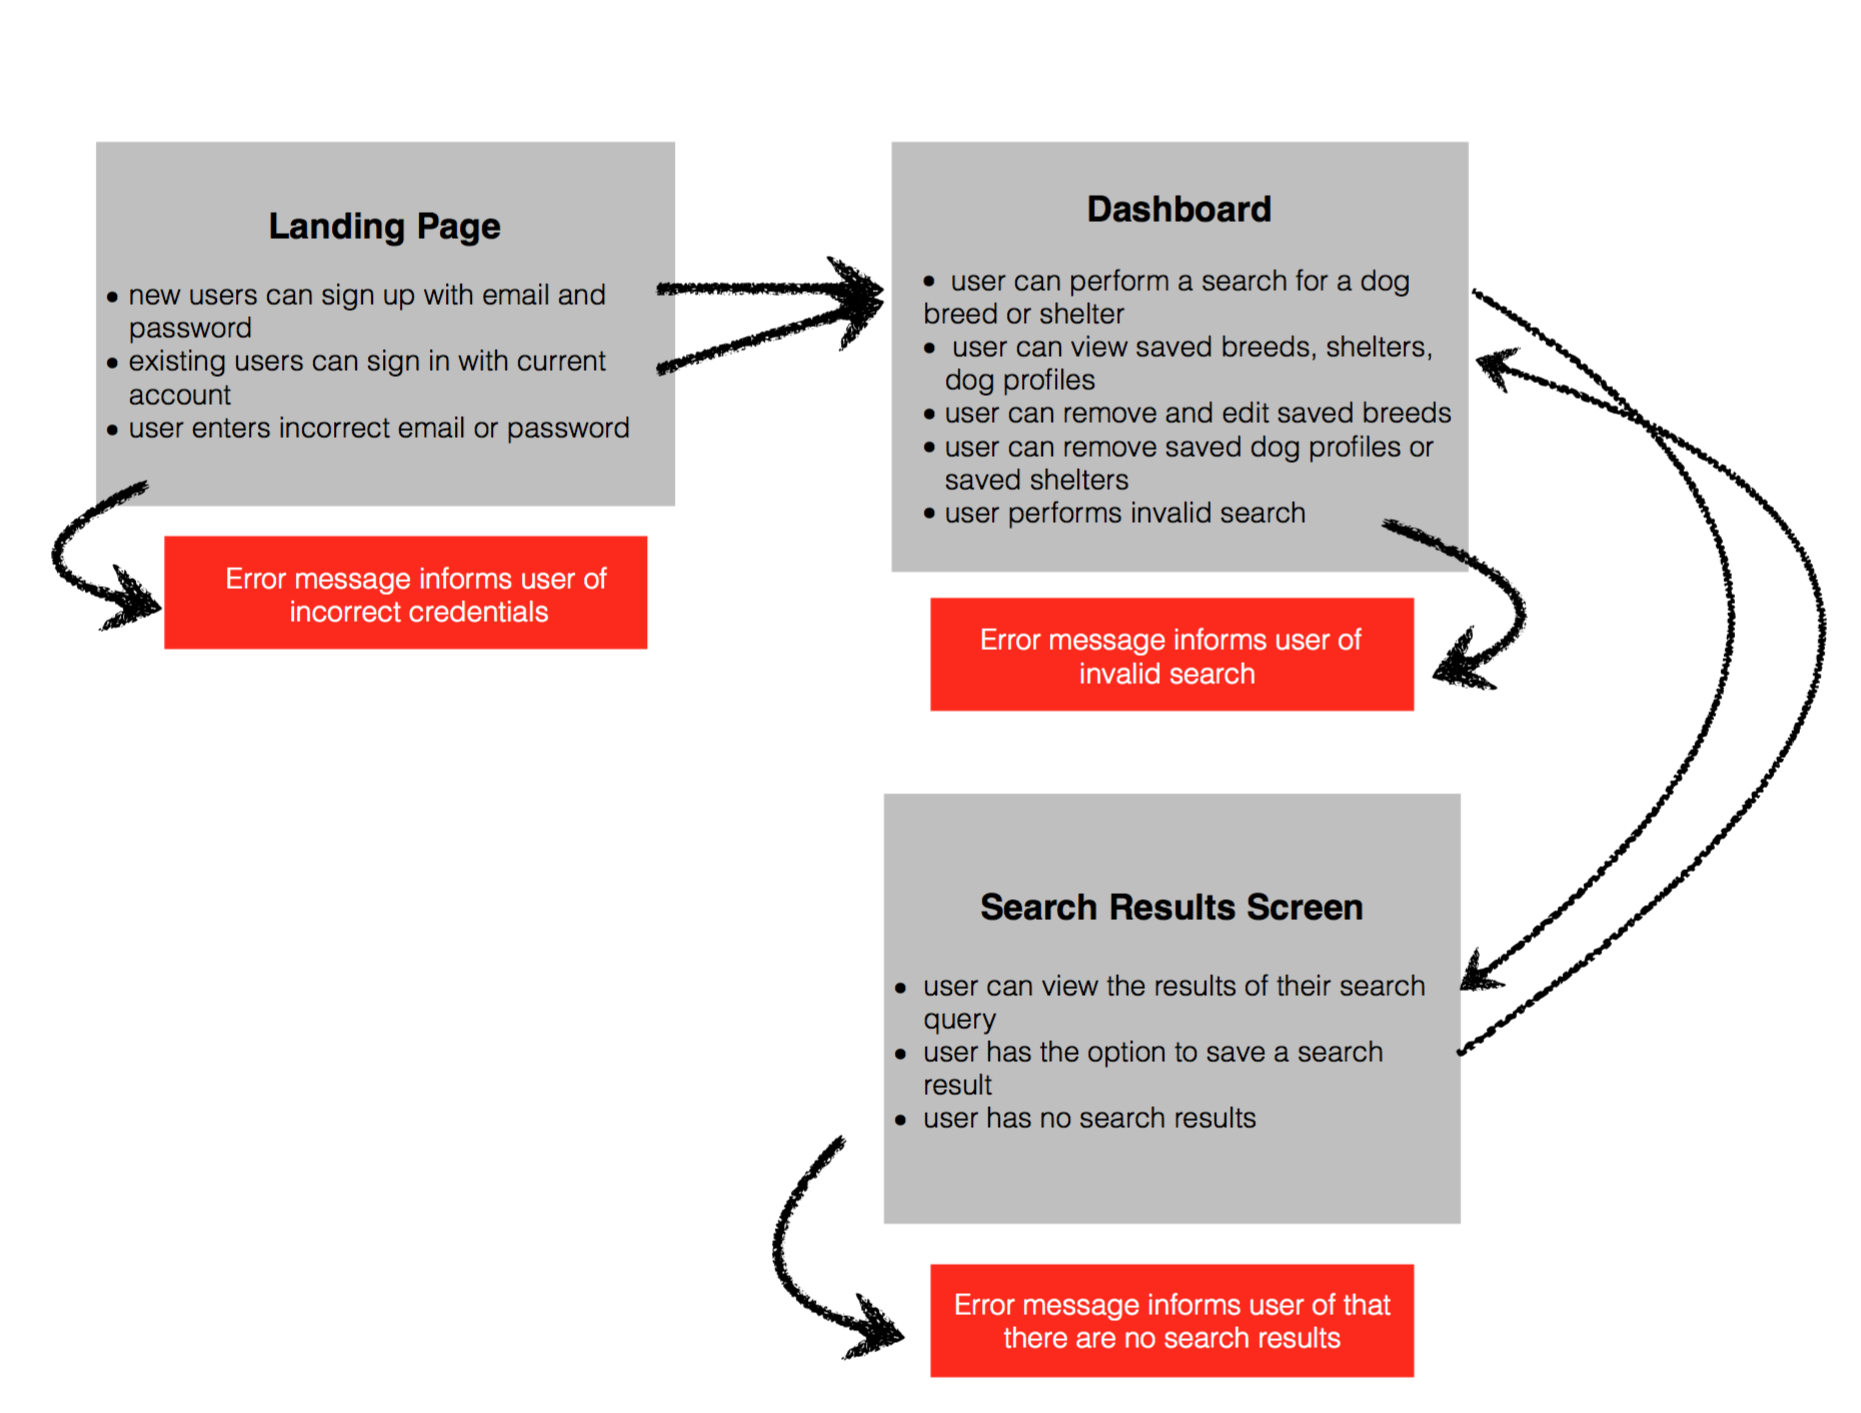 Landing Page
• new users can sign up with email and
password
• existing users can sign in with current
account
• user enters incorrect email or password
Error message informs user of
incorrect credentials
Dashboard
• user can perform a search for a dog
breed or shelter
• user can view saved breeds, shelters,
dog profiles
• user can remove and edit saved breeds
• user can remove saved dog profiles or
saved shelters
• user performs invalid search
Error message informs user of
invalid search
Search Results Screen
• user can view the results of their search
query
• user has the option to save a search
result
• user has no search results
Error message informs user of that
there are no search results